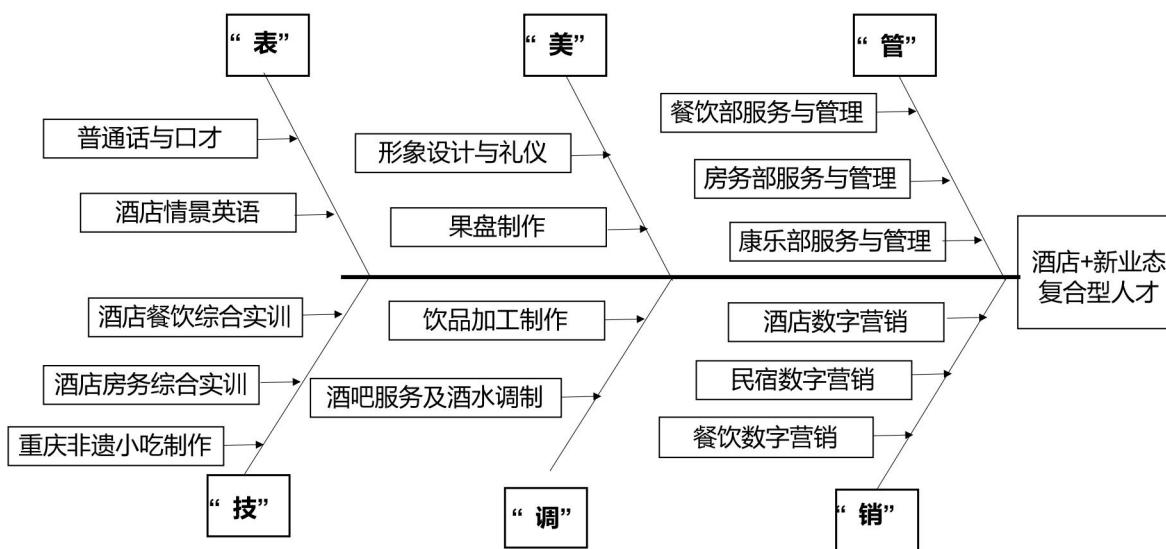 “ 表”
“ 美”
“ 管”
普通话与口才
酒店情景英语
形象设计与礼仪
果盘制作
餐饮部服务与管理
房务部服务与管理
康乐部服务与管理
酒店+新业态
复合型人才
酒店餐饮综合实训
酒店房务综合实训
重庆非遗小吃制作
饮品加工制作
酒吧服务及酒水调制
酒店数字营销
民宿数字营销
餐饮数字营销
“ 技”
“ 调”
“ 销”